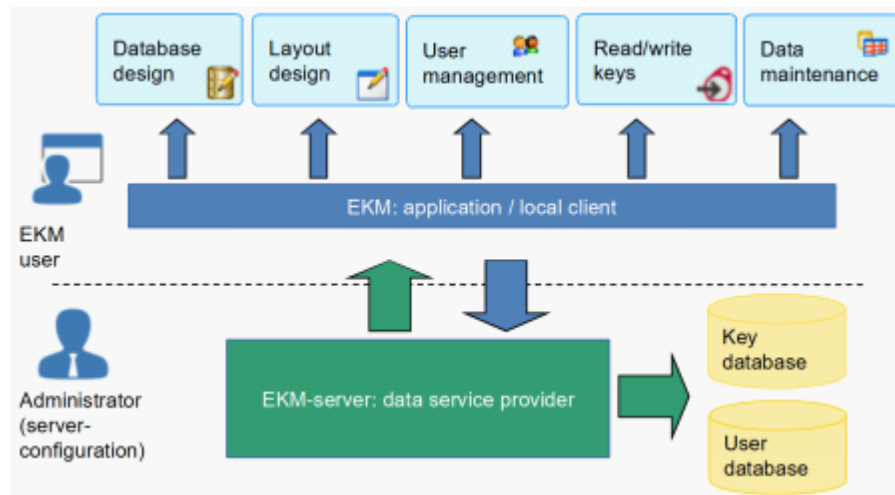 Database
design
Layout
design
User
management
Read/write
keys
Data
maintenance
EKM: application / local client
EKM
user
EKM-server: data service provider
Key
database
Administrator
(server-
configuration)
User
database